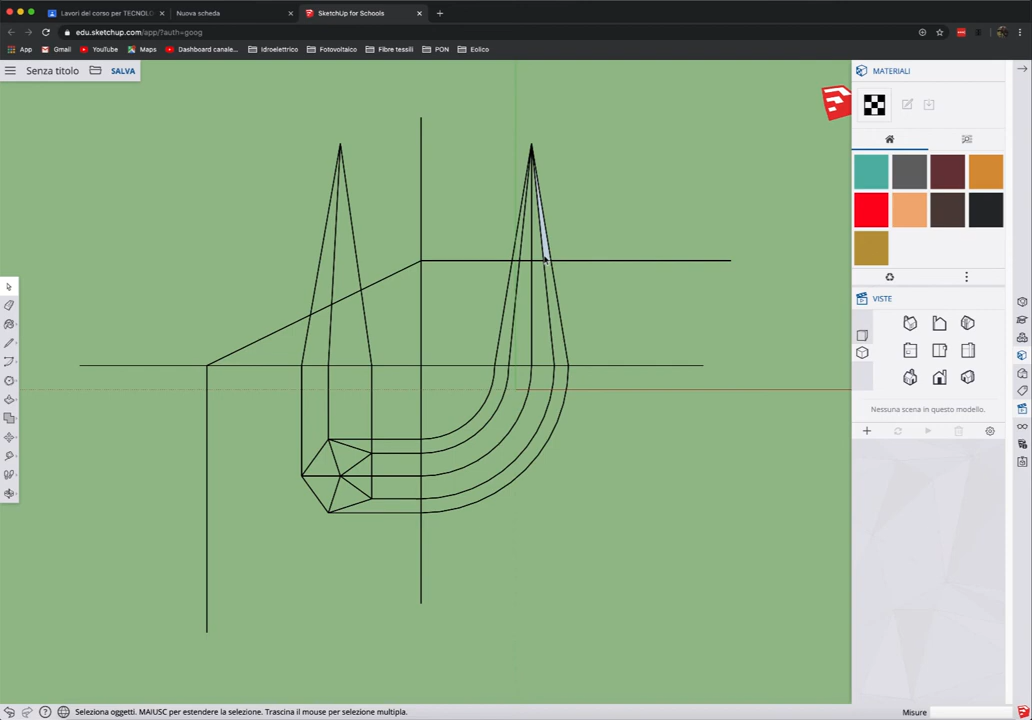 Lavori del corso per TECNOLO
Nuova scheda
SketchUp for Schools
edu.sketchup.com/app/?auth=goog
App
Gmail
YouTube
Maps
Dashboard canale...
Idroelettrico
Fotovoltaico
Fibre tessili
PON
Eolico
Senza titolo
SALVA
MATERIALI
VISTE
Nessuna scena in questo modello.
Seleziona oggetti. MAIUSC per estendere la selezione. Trascina il mouse per selezione multipla.
Misure